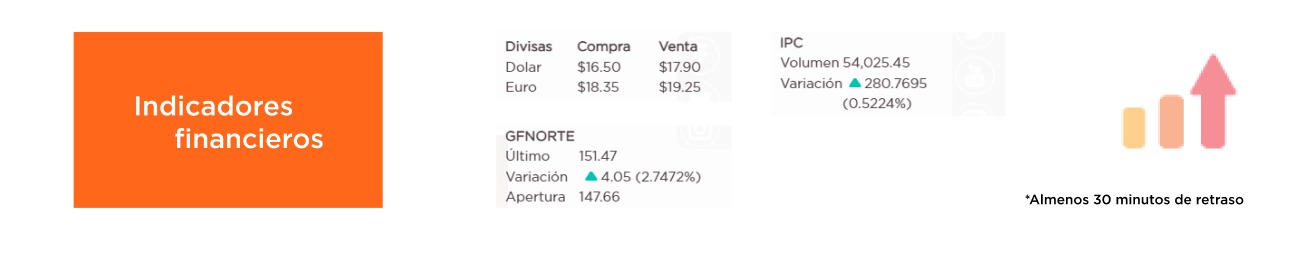 Indicadores
financieros
Divisas Compra Venta
Dolar $16.50 $17.90
Euro $18.35 $19.25
GFNORTE
Último 151.47
Variación 4.05 (2.7472%)
Apertura 147.66
IPC
Volumen 54,025.45
Variación 280.7695
(0.5224%)
*Almenos 30 minutos de retraso